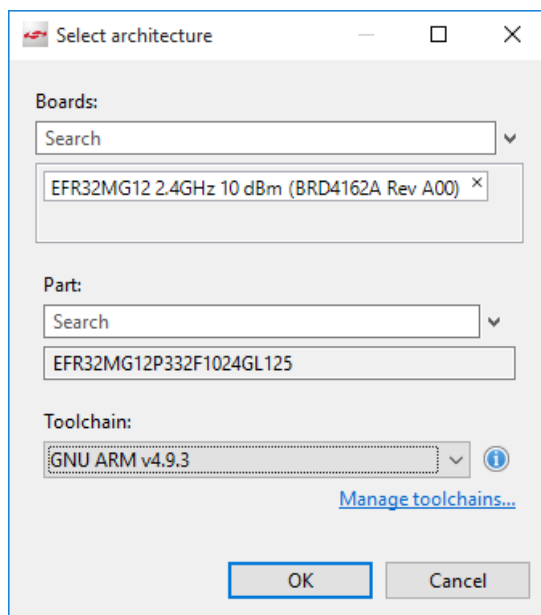 Select architecture
Boards:
Search
EFR32MG12 2.4GHz 10 dBm (BRD4162A Rev A00) ×
Part:
Search
EFR32MG12P332F1024GL125
Toolchain:
GNU ARM v4.9.3
Manage toolchains...
OK Cancel